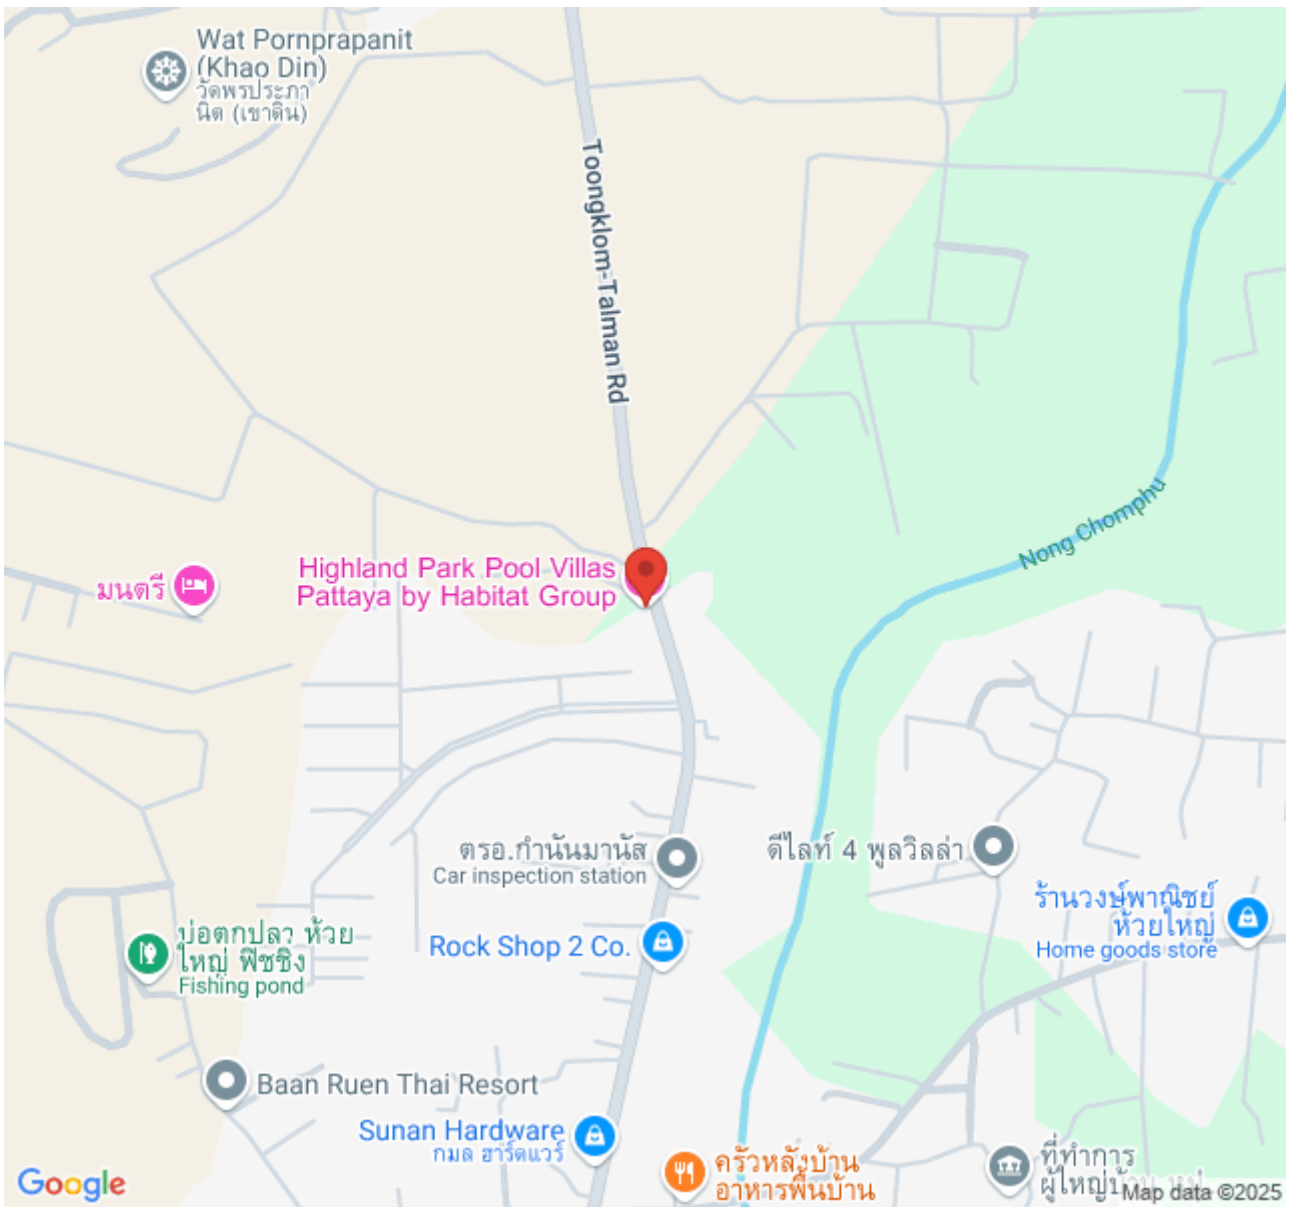 Wat Pornprapanit
(Khao Din)
วัดพรประภา
นิต (เขาดิน)
Toongklom-Talman Rd
Nong Chomphu
Highland Park Pool Villas
Pattaya by Habitat Group
มนตรี
ตรอ.กำนันมานัส
Car inspection station
ดีไลท์ 4 พูลวิลล่า
ร้านวงษ์พาณิชย์
ห้วยใหญ่
Home goods store
Rock Shop 2 Co.
บ่อตกปลา ห้วย
ใหญ่ ฟิชชิ่ง
Fishing pond
Baan Ruen Thai Resort
Sunan Hardware
กมล ฮาร์ดแวร์
ครัวหลังบ้าน
อาหารพื้นบ้าน
ที่ทำการ
Google
Map data ©2025